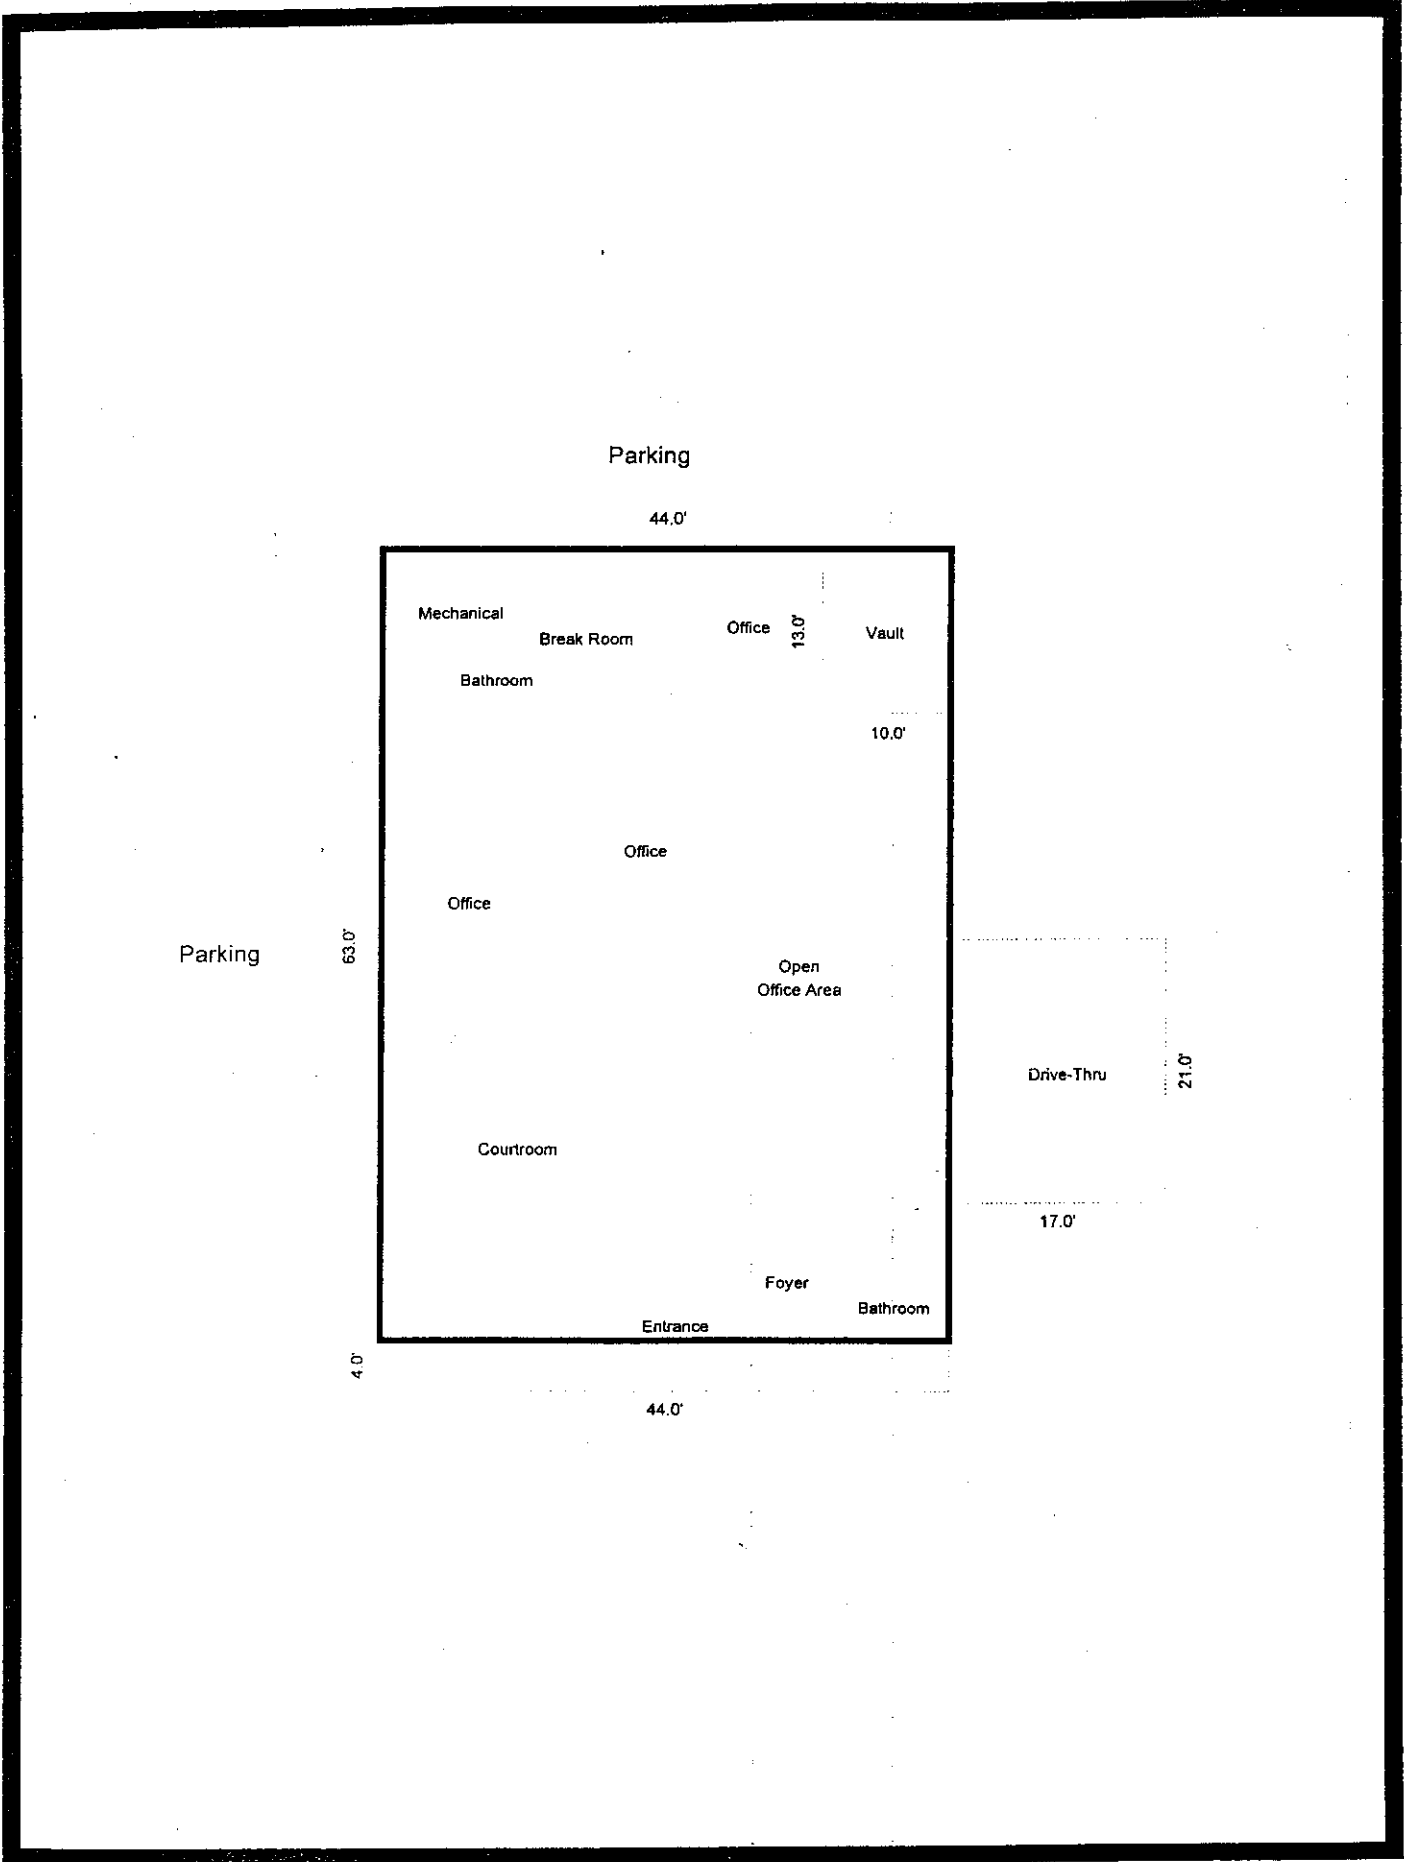 Parking
44.0'
Mechanical
Break Room
Office
13.0'
Vault
Bathroom
10.0'
Office
Office
Parking
63.0'
Open
Office Area
Drive-Thru
21.0'
Courtroom
17.0'
Foyer
Bathroom
Entrance
4.0'
44.0'